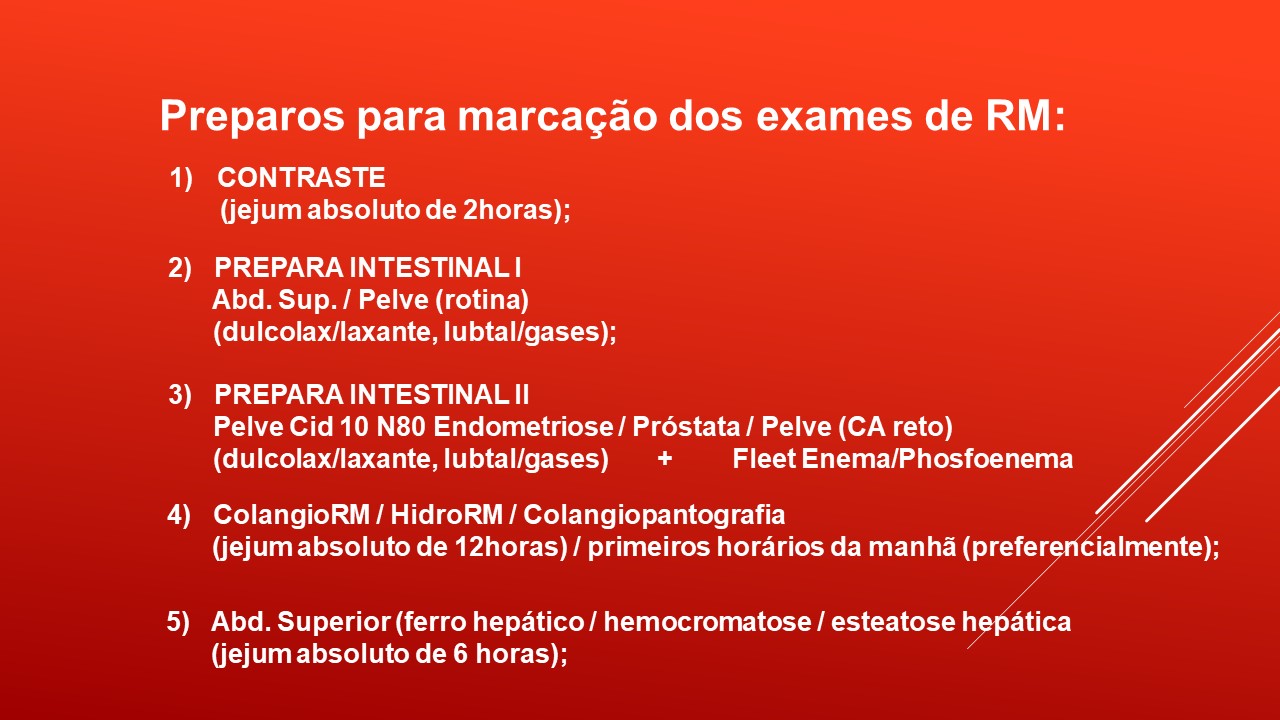 Preparos para marcação dos exames de RM:
1) CONTRASTE
(jejum absoluto de 2horas);
2) PREPARA INTESTINAL I
Abd. Sup. / Pelve (rotina)
(dulcolax/laxante, lubtal/gases);
3) PREPARA INTESTINAL II
Pelve Cid 10 N80 Endometriose / Próstata / Pelve (CA reto)
(dulcolax/laxante, lubtal/gases) + Fleet Enema/Phosfoenema
4) ColangioRM / HidroRM / Colangiopantografia
(jejum absoluto de 12horas) / primeiros horários da manhã (preferencialmente);
5) Abd. Superior (ferro hepático / hemocromatose / esteatose hepática
(jejum absoluto de 6 horas);